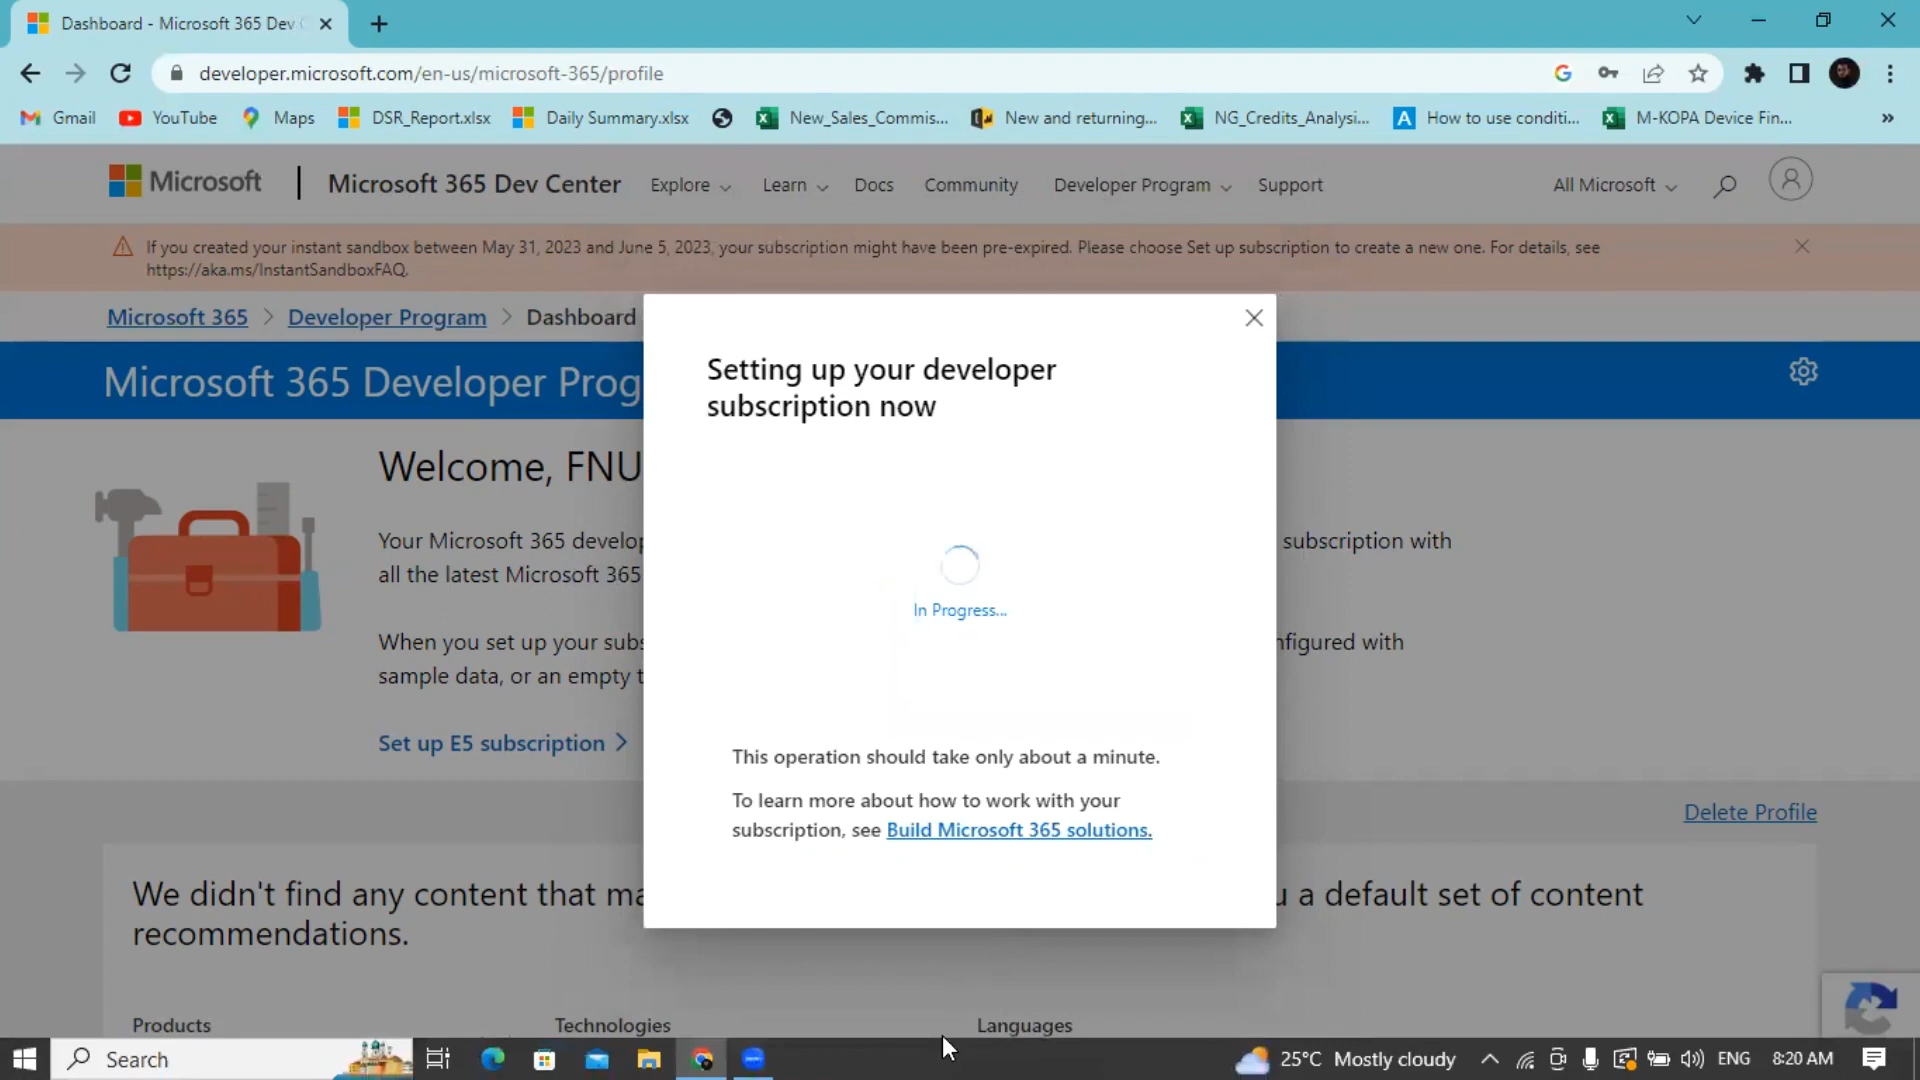 Dashboard - Microsoft 365 Dev C
developer.microsoft.com/en-us/microsoft-365/profile
Gmail YouTube Maps DSR_Report.xlsx Daily Summary.xlsx New_Sales_Commis... New and returning... NG_Credits_Analysi... How to use conditi... M-KOPA Device Fin... »
Microsoft Microsoft 365 Dev Center Explore Learn Docs Community Developer Program Support All Microsoft
If you created your instant sandbox between May 31, 2023 and June 5, 2023, your subscription might have been pre-expired. Please choose Set up subscription to create a new one. For details, see
https://aka.ms/InstantSandboxFAQ.
Microsoft 365 > Developer Program > Dashboard
Microsoft 365 Developer Prog
Setting up your developer
subscription now
Welcome, FNU
Your Microsoft 365 develop subscription with
all the latest Microsoft 365
In Progress...
When you set up your subs nfigured with
sample data, or an empty t
Set up E5 subscription >
This operation should take only about a minute.
To learn more about how to work with your
subscription, see Build Microsoft 365 solutions.
Delete Profile
We didn't find any content that ma u a default set of content
recommendations.
Products Technologies Languages
Search 25°C Mostly cloudy ENG 8:20 AM